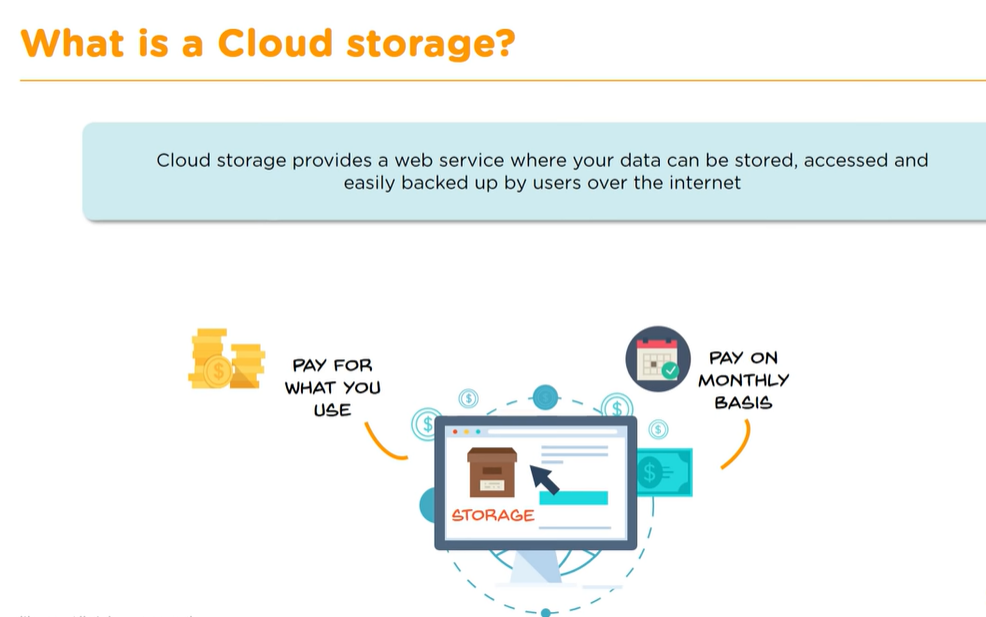 What is a Cloud storage?
Cloud storage provides a web service where your data can be stored, accessed and
easily backed up by users over the internet
PAY FOR
WHAT YOU
USE
PAY ON
MONTHLY
BASIS
STORAGE